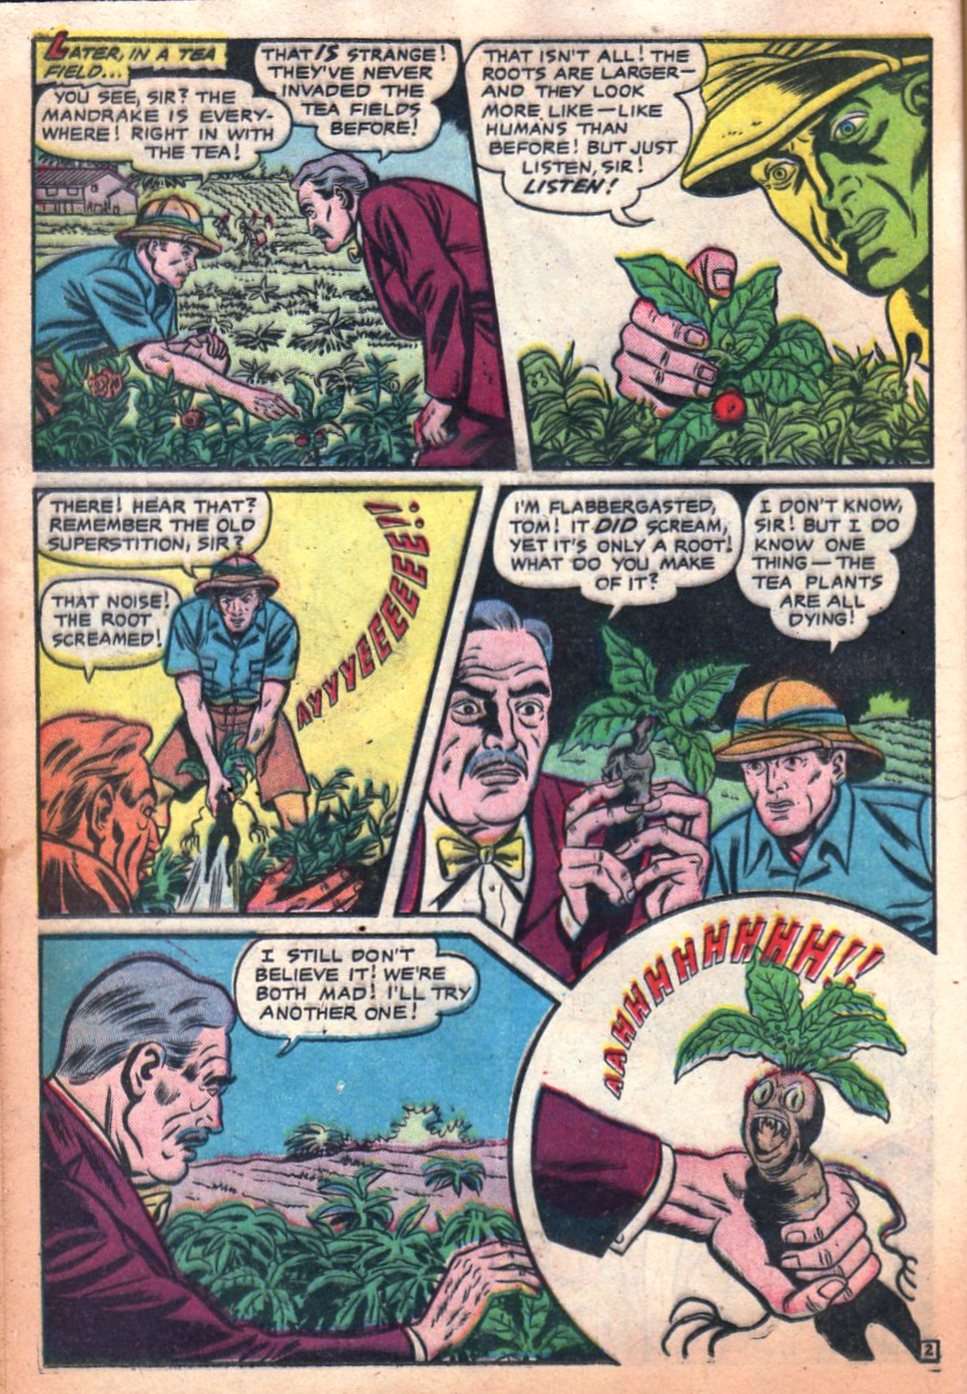 LATER, IN A TEA
FIELD...
YOU SEE, SIR? THE
MANDRAKE IS EVERY-
WHERE! RIGHT IN WITH
THE TEA!
THAT IS STRANGE!
THEY'VE NEVER
INVADED THE
TEA FIELDS
BEFORE!
THAT ISN'T ALL! THE
ROOTS ARE LARGER—
AND THEY LOOK
MORE LIKE—LIKE
HUMANS THAN
BEFORE! BUT JUST
LISTEN, SIR!
LISTEN!
THERE! HEAR THAT?
REMEMBER THE OLD
SUPERSTITION, SIR?
THAT NOISE!
THE ROOT
SCREAMED!
AYYYEEEEEE!!
I'M FLABBERGASTED,
TOM! IT DID SCREAM,
YET IT'S ONLY A ROOT!
WHAT DO YOU MAKE
OF IT?
I DON'T KNOW,
SIR! BUT I DO
KNOW ONE
THING—THE
TEA PLANTS
ARE ALL
DYING!
I STILL DON'T
BELIEVE IT! WE'RE
BOTH MAD! I'LL TRY
ANOTHER ONE!
AAHHHHHHHH!!
2